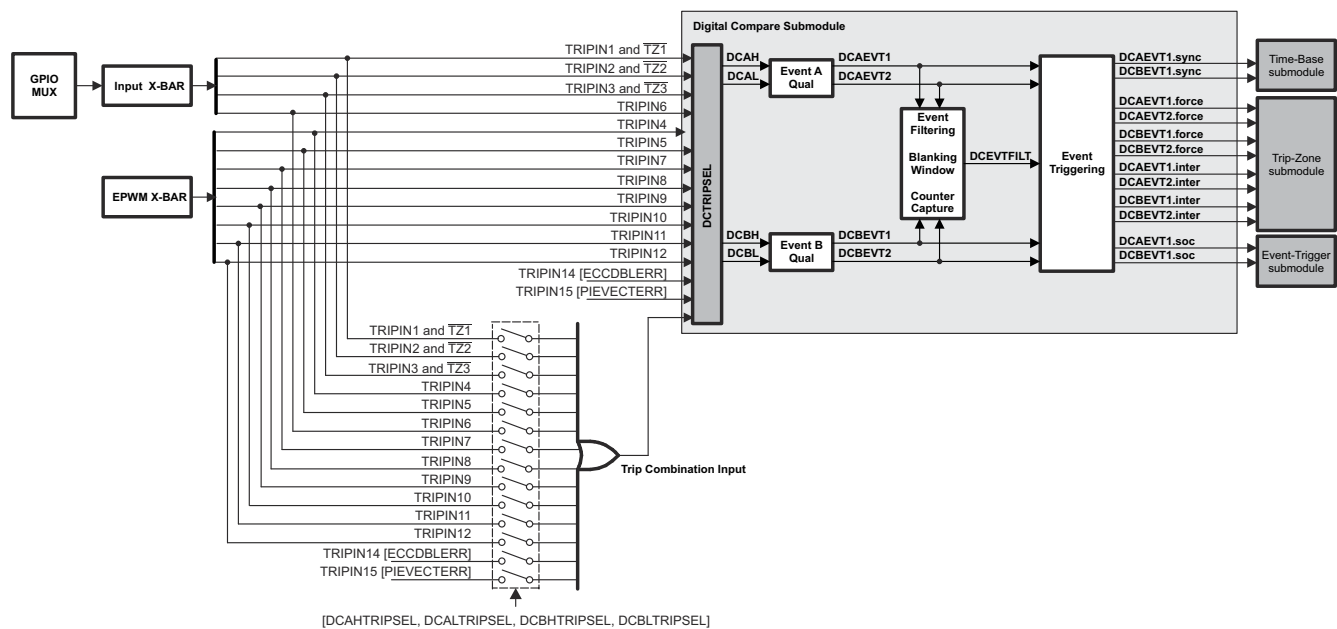 Digital Compare Submodule
GPIO
MUX
Input X-BAR
EPWM X-BAR
TRIPIN1 and TZ1
TRIPIN2 and TZ2
TRIPIN3 and TZ3
TRIPIN6
TRIPIN4
TRIPIN5
TRIPIN7
TRIPIN8
TRIPIN9
TRIPIN10
TRIPIN11
TRIPIN12
TRIPIN14 [ECCDBLERR]
TRIPIN15 [PIEVECTERR]
DCTRIPSEL
DCAH
DCAL
Event A
Qual
DCAEVT1
DCAEVT2
DCBH
DCBL
Event B
Qual
DCBEVT1
DCBEVT2
Event
Filtering
Blanking
Window
Counter
Capture
DCEVTFILT
Event
Triggering
DCAEVT1.sync
DCBEVT1.sync
DCAEVT1.force
DCAEVT2.force
DCBEVT1.force
DCBEVT2.force
DCAEVT1.inter
DCAEVT2.inter
DCBEVT1.inter
DCBEVT2.inter
DCAEVT1.soc
DCBEVT1.soc
Time-Base
submodule
Trip-Zone
submodule
Event-Trigger
submodule
TRIPIN1 and TZ1
TRIPIN2 and TZ2
TRIPIN3 and TZ3
TRIPIN4
TRIPIN5
TRIPIN6
TRIPIN7
TRIPIN8
TRIPIN9
TRIPIN10
TRIPIN11
TRIPIN12
TRIPIN14 [ECCDBLERR]
TRIPIN15 [PIEVECTERR]
Trip Combination Input
[DCAHTRIPSEL, DCALTRIPSEL, DCBHTRIPSEL, DCBLTRIPSEL]